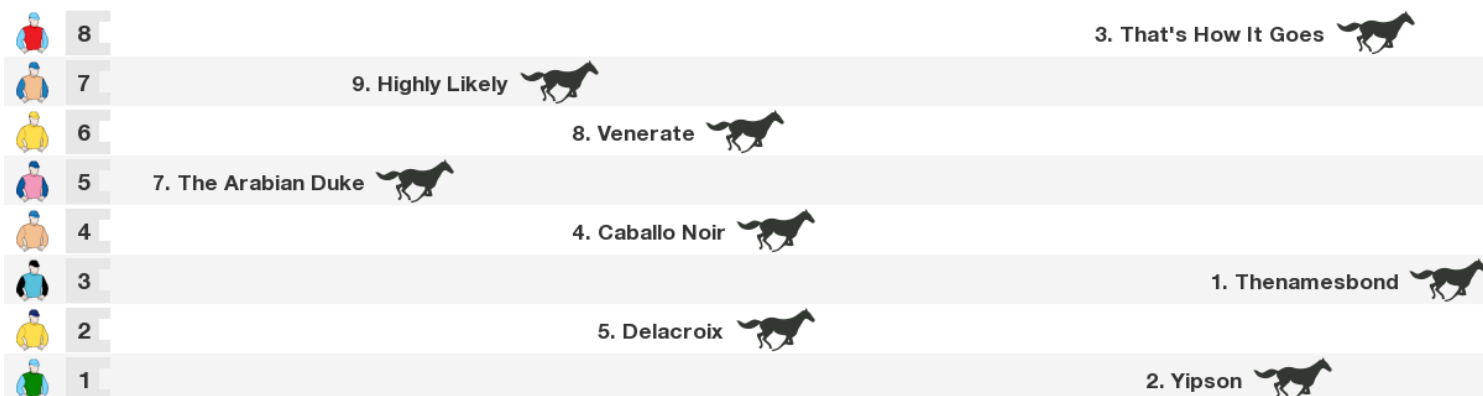 8 3. That's How It Goes
7 9. Highly Likely
6 8. Venerate
5 7. The Arabian Duke
4 4. Caballo Noir
3 1. Thenamesbond
2 5. Delacroix
1 2. Yipson